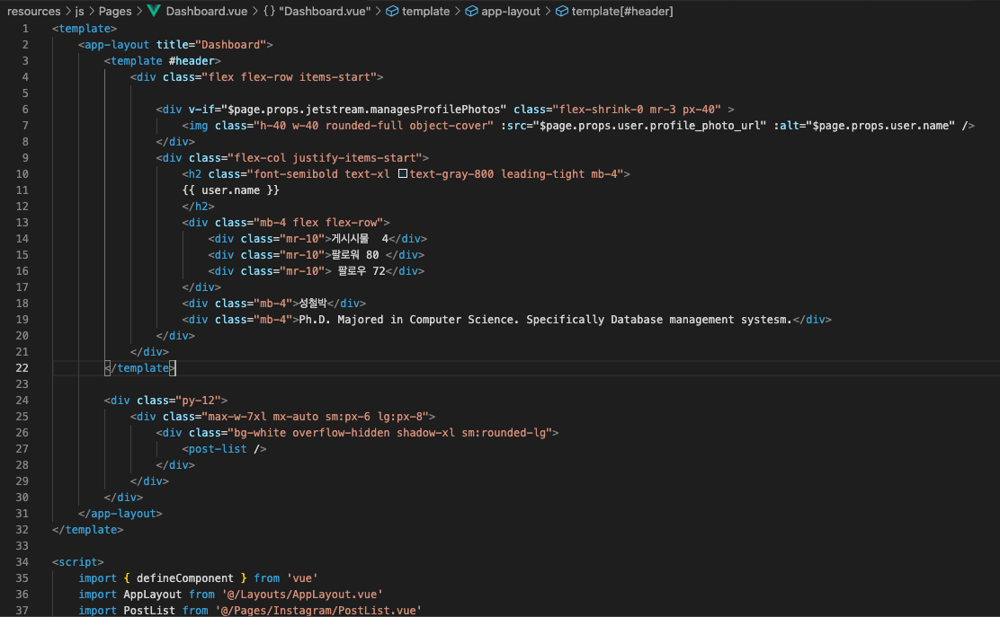 resources > js > Pages > Dashboard.vue > {} "Dashboard.vue" > template > app-layout > template[#header]
1 <template>
2 <app-layout title="Dashboard">
3 <template #header>
4 <div class="flex flex-row items-start">
5
6 <div v-if="$page.props.jetstream.managesProfilePhotos" class="flex-shrink-0 mr-3 px-40" >
7 <img class="h-40 w-40 rounded-full object-cover" :src="$page.props.user.profile_photo_url" :alt="$page.props.user.name" />
8 </div>
9 <div class="flex-col justify-items-start">
10 <h2 class="font-semibold text-xl text-gray-800 leading-tight mb-4">
11 {{ user.name }}
12 </h2>
13 <div class="mb-4 flex flex-row">
14 <div class="mr-10">게시시물  4</div>
15 <div class="mr-10">팔로워 80 </div>
16 <div class="mr-10"> 팔로우 72</div>
17 </div>
18 <div class="mb-4">성철박</div>
19 <div class="mb-4">Ph.D. Majored in Computer Science. Specifically Database management systesm.</div>
20 </div>
21 </div>
22 </template>
23
24 <div class="py-12">
25 <div class="max-w-7xl mx-auto sm:px-6 lg:px-8">
26 <div class="bg-white overflow-hidden shadow-xl sm:rounded-lg">
27 <post-list />
28 </div>
29 </div>
30 </div>
31 </app-layout>
32 </template>
33
34 <script>
35 import { defineComponent } from 'vue'
36 import AppLayout from '@/Layouts/AppLayout.vue'
37 import PostList from '@/Pages/Instagram/PostList.vue'